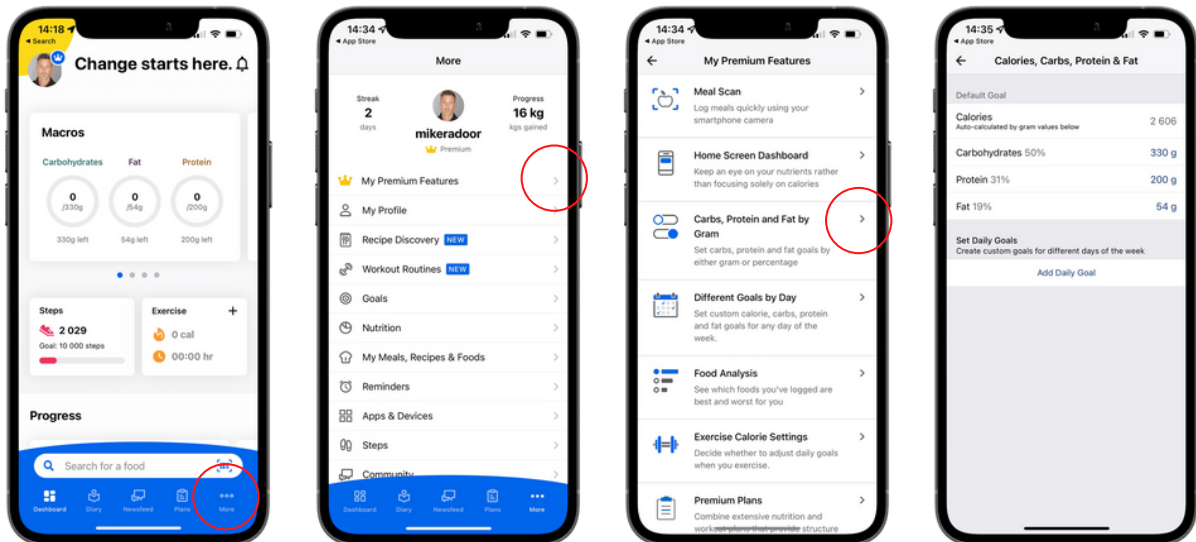 14:18
Search
Change starts here.
Macros
Carbohydrates Fat Protein
0 0 0
/330g /54g /200g
330g left 54g left 200g left
Steps
2 029
Goal: 10 000 steps
Exercise +
0 cal
00:00 hr
Progress
Search for a food
Dashboard Diary Newsfeed Plans More
14:34
App Store
More
Streak
2
days
mikeradoor
Premium
Progress
16 kg
kgs gained
My Premium Features
My Profile
Recipe Discovery NEW
Workout Routines NEW
Goals
Nutrition
My Meals, Recipes & Foods
Reminders
Apps & Devices
Steps
Community
Dashboard Diary Newsfeed Plans More
14:34
App Store
My Premium Features
Meal Scan
Log meals quickly using your
smartphone camera
Home Screen Dashboard
Keep an eye on your nutrients rather
than focusing solely on calories
Carbs, Protein and Fat by
Gram
Set carbs, protein and fat goals by
either gram or percentage
Different Goals by Day
Set custom calorie, carbs, protein
and fat goals for any day of the
week.
Food Analysis
See which foods you've logged are
best and worst for you
Exercise Calorie Settings
Decide whether to adjust daily goals
when you exercise.
Premium Plans
Combine extensive nutrition and
workout plans that provide structure
14:35
App Store
Calories, Carbs, Protein & Fat
Default Goal
Calories 2 606
Auto-calculated by gram values below
Carbohydrates 50% 330 g
Protein 31% 200 g
Fat 19% 54 g
Set Daily Goals
Create custom goals for different days of the week
Add Daily Goal